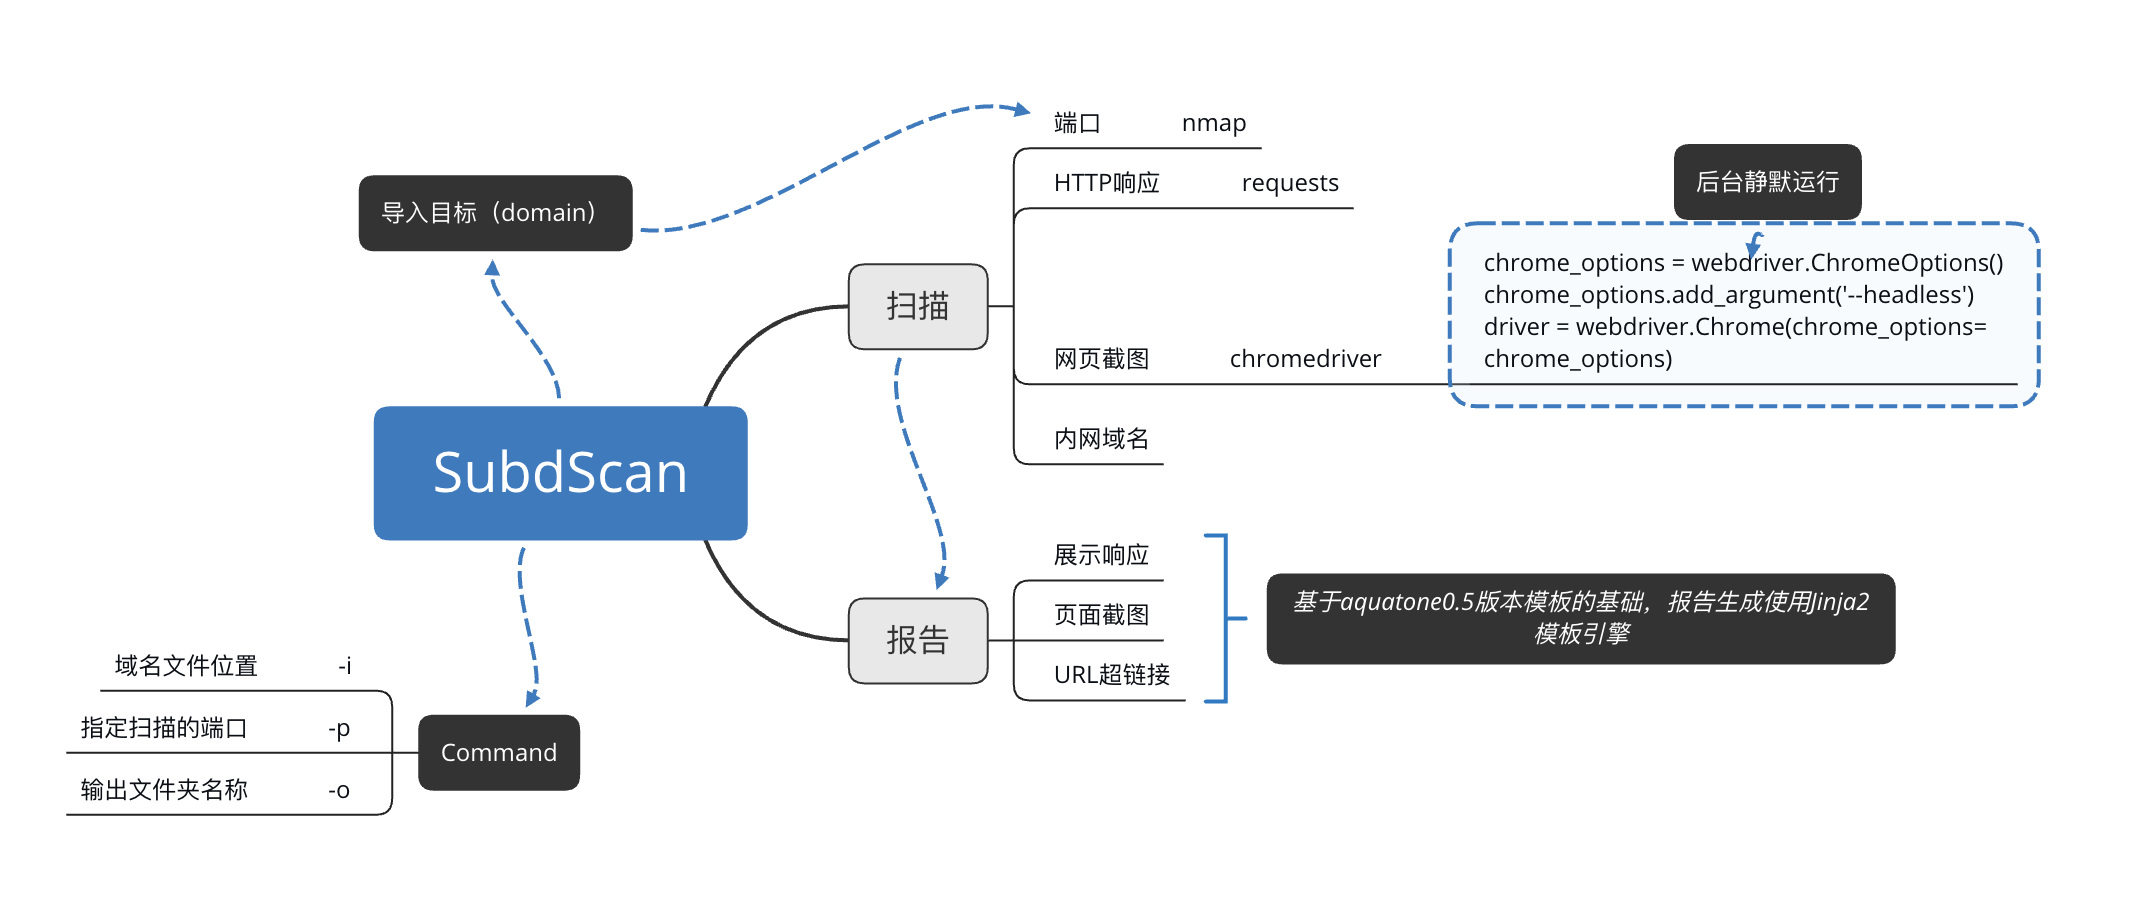 端口 nmap
HTTP响应 requests
后台静默运行
导入目标（domain）
chrome_options = webdriver.ChromeOptions()
chrome_options.add_argument('--headless')
driver = webdriver.Chrome(chrome_options=
chrome_options)
扫描
网页截图 chromedriver
内网域名
SubdScan
展示响应
页面截图
URL超链接
报告
基于aquatone0.5版本模板的基础，报告生成使用Jinja2
模板引擎
域名文件位置 -i
指定扫描的端口 -p
输出文件夹名称 -o
Command